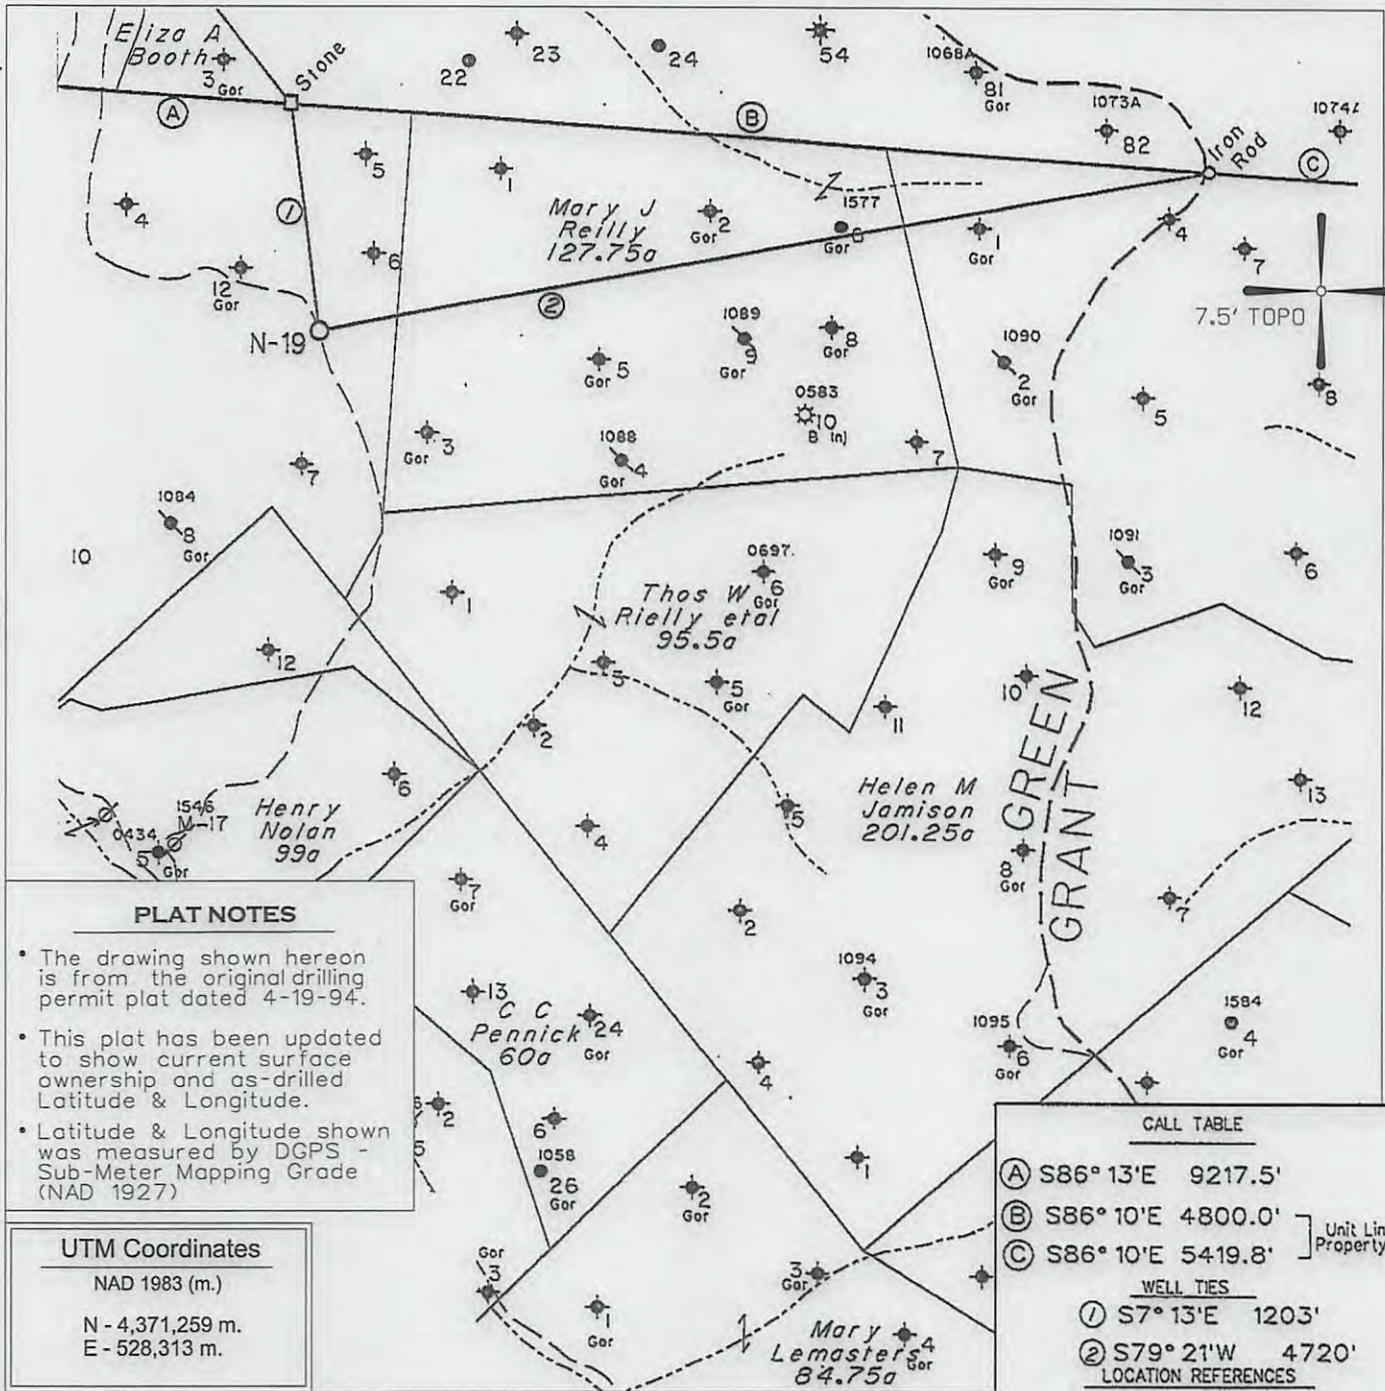 Eliza A
Booth
3
Gor
Stone
22
23
24
54
1068A
81
Gor
1073A
82
1074
Iron
Rod
A
B
C
4
5
1
1
6
12
Gor
Mary J
Reilly
127.75a
Gor 2
1577
Gor 6
1
Gor
4
7
7.5' TOPO
N-19
2
Gor 5
1089
9
Gor
8
Gor
1090
2
Gor
0583
10
B Inj
5
8
Gor 3
1088
4
Gor
7
7
1084
8
Gor
10
1
0697
6
Gor
Thos W
Rielly etal
95.5a
9
Gor
1091
3
Gor
6
12
3
5
Gor
2
11
10
12
GREEN
GRANT
6
Henry
Nolan
99a
1546
M-17
0434
5
Gor
4
5
Helen M
Jamison
201.25a
8
Gor
13
7
7
Gor
2
1094
3
Gor
13
C C
Pennick
60a
24
Gor
4
1095
6
Gor
1584
4
Gor
2
5
6
1058
26
Gor
2
Gor
1
Gor
3
1
Gor
3
Gor
Mary
Lemasters
84.75a
4
Gor
PLAT NOTES
• The drawing shown hereon
is from the original drilling
permit plat dated 4-19-94.
• This plat has been updated
to show current surface
ownership and as-drilled
Latitude & Longitude.
• Latitude & Longitude shown
was measured by DGPS -
Sub-Meter Mapping Grade
(NAD 1927)
UTM Coordinates
NAD 1983 (m.)
N - 4,371,259 m.
E - 528,313 m.
CALL TABLE
A S86° 13'E 9217.5'
B S86° 10'E 4800.0'
C S86° 10'E 5419.8'
Unit Lin
Property
WELL TIES
1 S7° 13'E 1203'
2 S79° 21'W 4720'
LOCATION REFERENCES